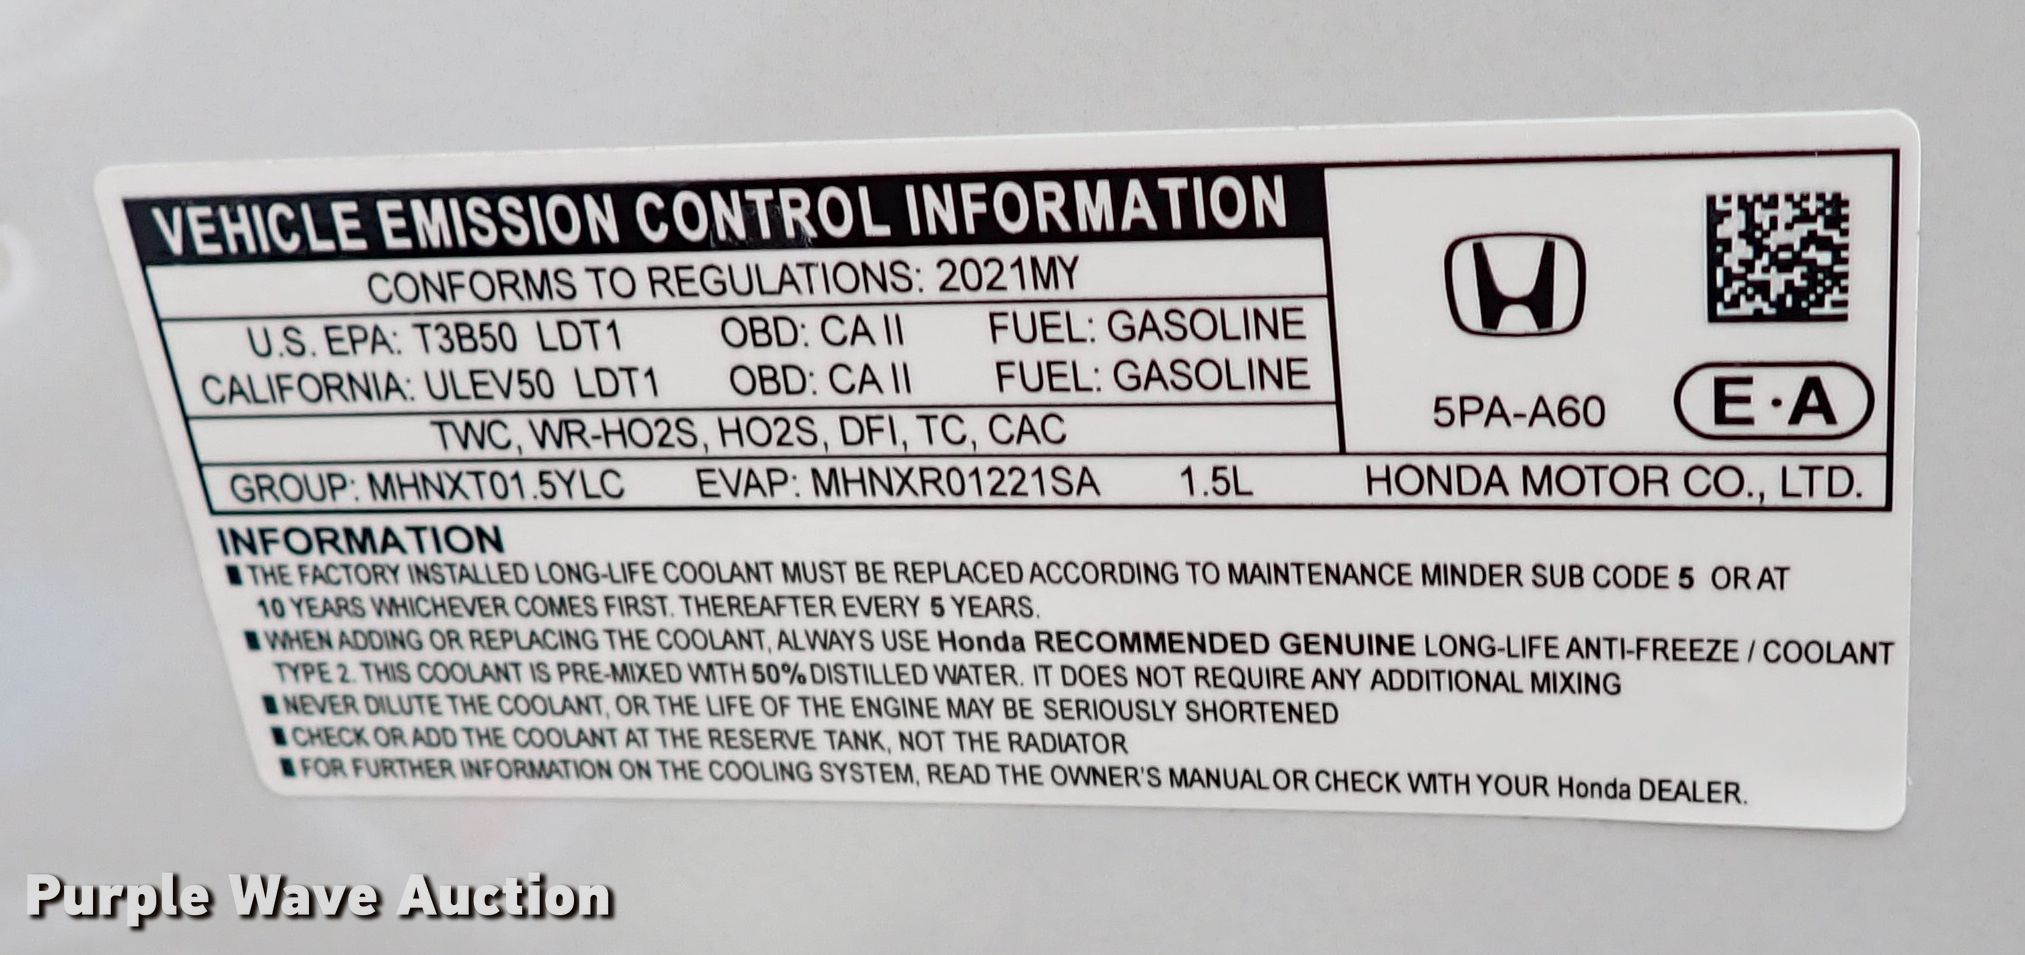 VEHICLE EMISSION CONTROL INFORMATION
CONFORMS TO REGULATIONS: 2021MY
U.S. EPA: T3B50 LDT1 OBD: CA II FUEL: GASOLINE
CALIFORNIA: ULEV50 LDT1 OBD: CA II FUEL: GASOLINE
TWC, WR-HO2S, HO2S, DFI, TC, CAC
5PA-A60
E·A
GROUP: MHNXT01.5YLC EVAP: MHNXR01221SA 1.5L HONDA MOTOR CO., LTD.
INFORMATION
■ THE FACTORY INSTALLED LONG-LIFE COOLANT MUST BE REPLACED ACCORDING TO MAINTENANCE MINDER SUB CODE 5 OR AT
10 YEARS WHICHEVER COMES FIRST. THEREAFTER EVERY 5 YEARS.
■ WHEN ADDING OR REPLACING THE COOLANT, ALWAYS USE Honda RECOMMENDED GENUINE LONG-LIFE ANTI-FREEZE / COOLANT
TYPE 2. THIS COOLANT IS PRE-MIXED WITH 50% DISTILLED WATER. IT DOES NOT REQUIRE ANY ADDITIONAL MIXING
■ NEVER DILUTE THE COOLANT, OR THE LIFE OF THE ENGINE MAY BE SERIOUSLY SHORTENED
■ CHECK OR ADD THE COOLANT AT THE RESERVE TANK, NOT THE RADIATOR
■ FOR FURTHER INFORMATION ON THE COOLING SYSTEM, READ THE OWNER'S MANUAL OR CHECK WITH YOUR Honda DEALER.
Purple Wave Auction